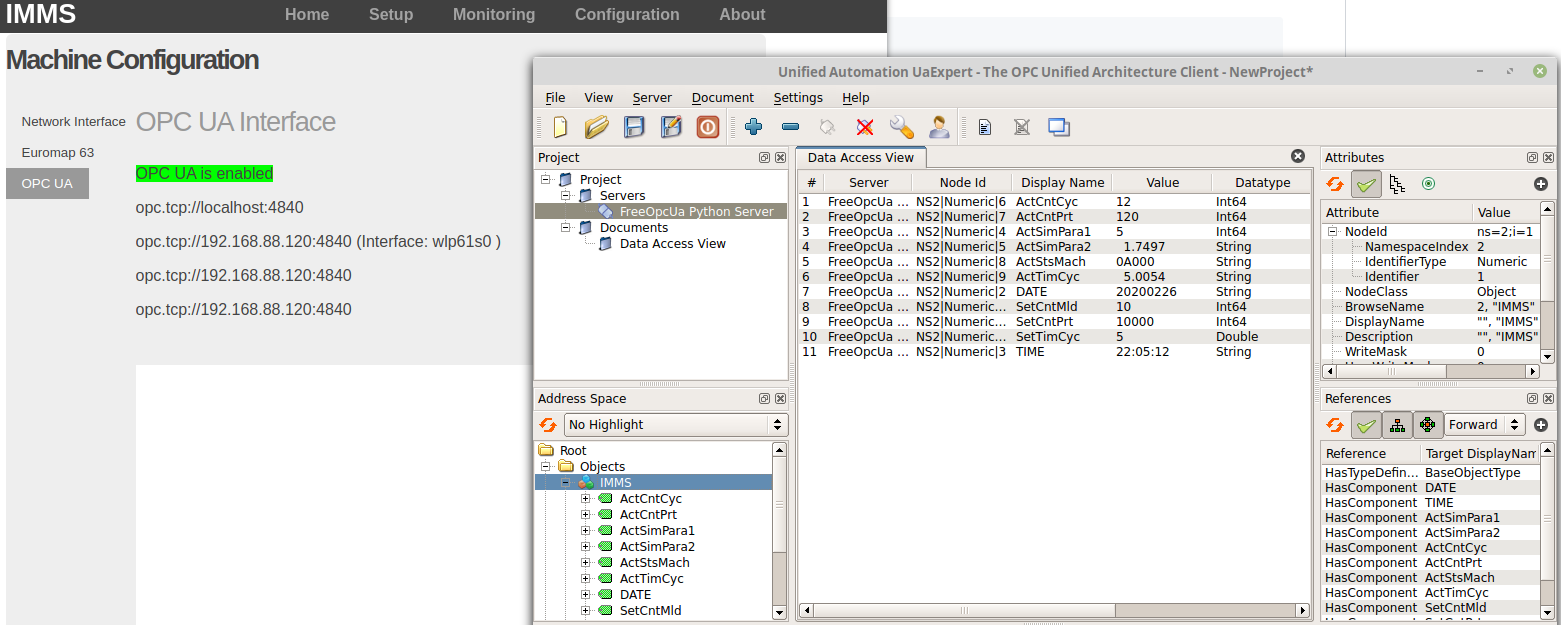 IMMS
Home Setup Monitoring Configuration About
Machine Configuration
Network Interface
Euromap 63
OPC UA
OPC UA Interface
OPC UA is enabled
opc.tcp://localhost:4840
opc.tcp://192.168.88.120:4840 (Interface: wlp61s0 )
opc.tcp://192.168.88.120:4840
opc.tcp://192.168.88.120:4840
Unified Automation UaExpert - The OPC Unified Architecture Client - NewProject*
File View Server Document Settings Help
Project
Project
Servers
FreeOpcUa Python Server
Documents
Data Access View
Address Space
No Highlight
Root
Objects
IMMS
ActCntCyc
ActCntPrt
ActSimPara1
ActSimPara2
ActStsMach
ActTimCyc
DATE
SetCntMld
Data Access View
# Server Node Id Display Name Value Datatype
1 FreeOpcUa ... NS2|Numeric|6 ActCntCyc 12 Int64
2 FreeOpcUa ... NS2|Numeric|7 ActCntPrt 120 Int64
3 FreeOpcUa ... NS2|Numeric|4 ActSimPara1 5 Int64
4 FreeOpcUa ... NS2|Numeric|5 ActSimPara2 1.7497 String
5 FreeOpcUa ... NS2|Numeric|8 ActStsMach 0A000 String
6 FreeOpcUa ... NS2|Numeric|9 ActTimCyc 5.0054 String
7 FreeOpcUa ... NS2|Numeric|2 DATE 20200226 String
8 FreeOpcUa ... NS2|Numeric... SetCntMld 10 Int64
9 FreeOpcUa ... NS2|Numeric... SetCntPrt 10000 Int64
10 FreeOpcUa ... NS2|Numeric... SetTimCyc 5 Double
11 FreeOpcUa ... NS2|Numeric|3 TIME 22:05:12 String
Attributes
Attribute Value
NodeId ns=2;i=1
NamespaceIndex 2
IdentifierType Numeric
Identifier 1
NodeClass Object
BrowseName 2, "IMMS"
DisplayName "", "IMMS"
Description "", "IMMS"
WriteMask 0
References
Forward
Reference Target DisplayNam
HasTypeDefin... BaseObjectType
HasComponent DATE
HasComponent TIME
HasComponent ActSimPara1
HasComponent ActSimPara2
HasComponent ActCntCyc
HasComponent ActCntPrt
HasComponent ActStsMach
HasComponent ActTimCyc
HasComponent SetCntMld